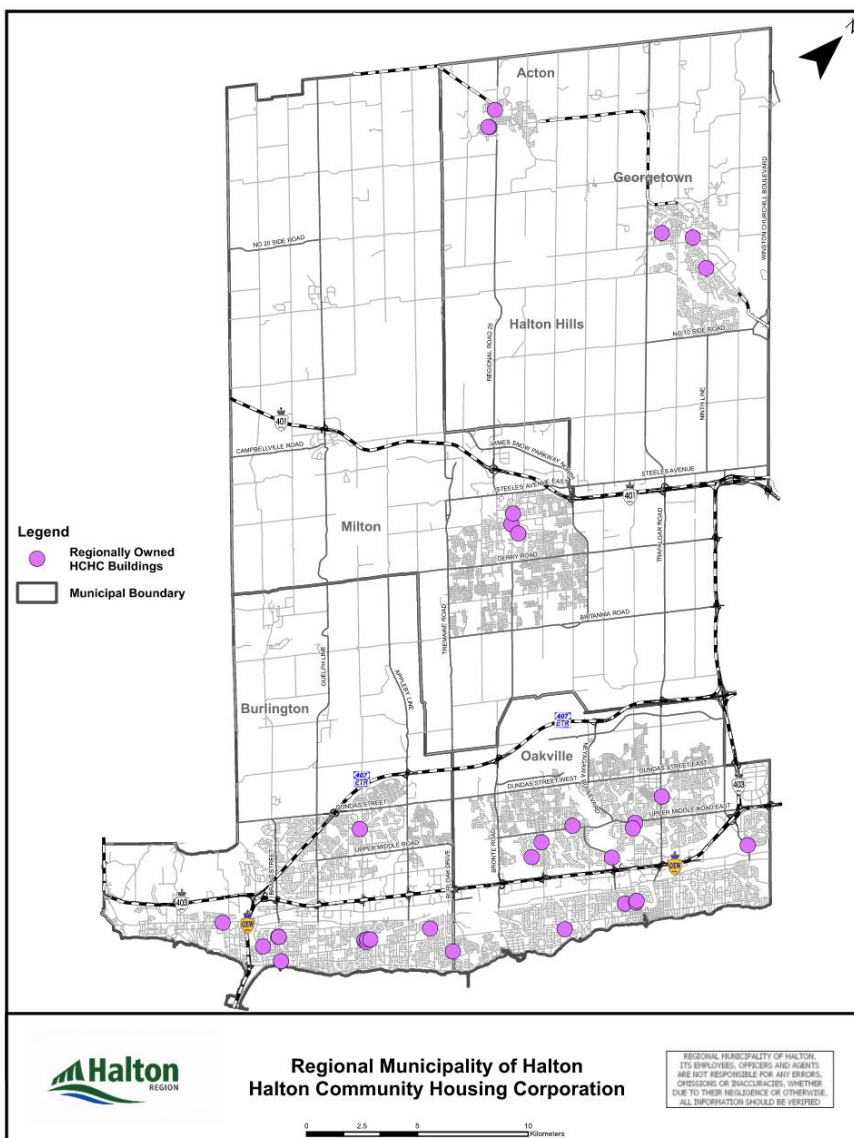 N
Acton
Georgetown
WINSTON CHURCHILL BOULEVARD
NO 20 SIDE ROAD
REGIONAL ROAD 25
Halton Hills
NO 10 SIDE ROAD
NINTH LINE
401
CAMPBELLVILLE ROAD
JAMES SNOW PARKWAY NORTH
STEELES AVENUE
STEELES AVENUE EAST
401
TRAFALGAR ROAD
Milton
Legend
Regionally Owned
HCHC Buildings
Municipal Boundary
DERRY ROAD
BRITANNIA ROAD
TREMAINE ROAD
GUELPH LINE
APPLEBY LINE
Burlington
407
ETR
Oakville
NEYAGAWA BOULEVARD
DUNDAS STREET EAST
DUNDAS STREET WEST
407
ETR
403
DUNDAS STREET
UPPER MIDDLE ROAD EAST
UPPER MIDDLE ROAD
BRONTE ROAD
BURLOAK DRIVE
BRANT STREET
QEW
403
QEW
Halton
REGION
Regional Municipality of Halton
Halton Community Housing Corporation
REGIONAL MUNICIPALITY OF HALTON,
ITS EMPLOYEES, OFFICERS AND AGENTS
ARE NOT RESPONSIBLE FOR ANY ERRORS,
OMISSIONS OR INACCURACIES, WHETHER
DUE TO THEIR NEGLIGENCE OR OTHERWISE.
ALL INFORMATION SHOULD BE VERIFIED
0 2.5 5 10
Kilometers